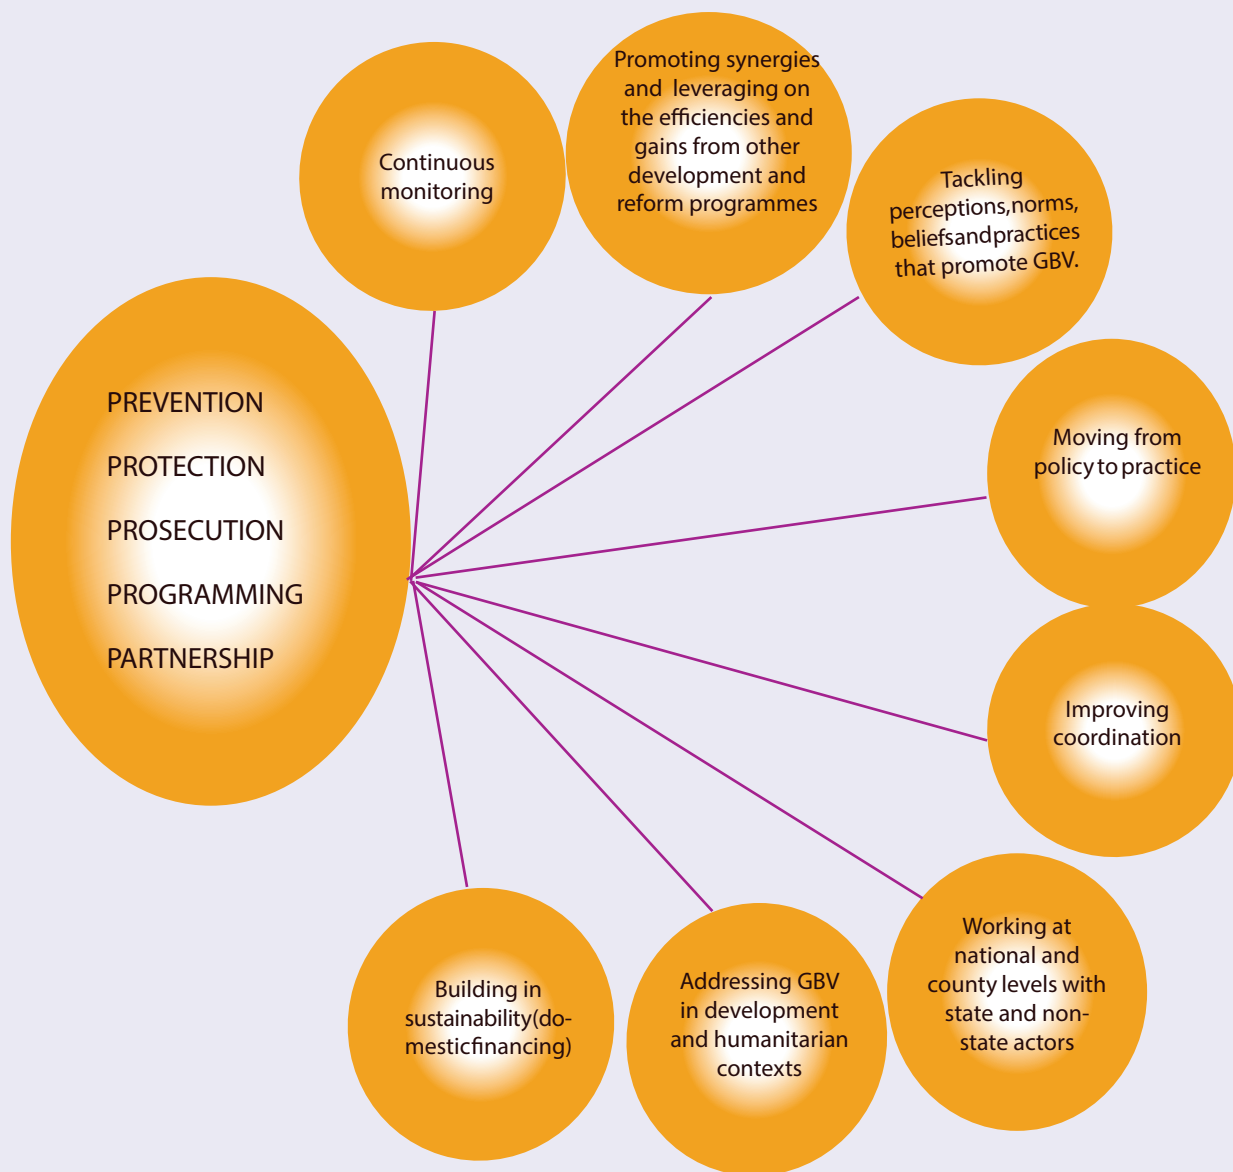 Continuous
monitoring
Promoting synergies
and leveraging on
the efficiencies and
gains from other
development and
reform programmes
Tackling
perceptions,norms,
beliefsandpractices
that promote GBV.
PREVENTION
PROTECTION
PROSECUTION
PROGRAMMING
PARTNERSHIP
Moving from
policy to practice
Improving
coordination
Working at
national and
county levels with
state and non-
state actors
Addressing GBV
in development
and humanitarian
contexts
Building in
sustainability(do-
mesticfinancing)